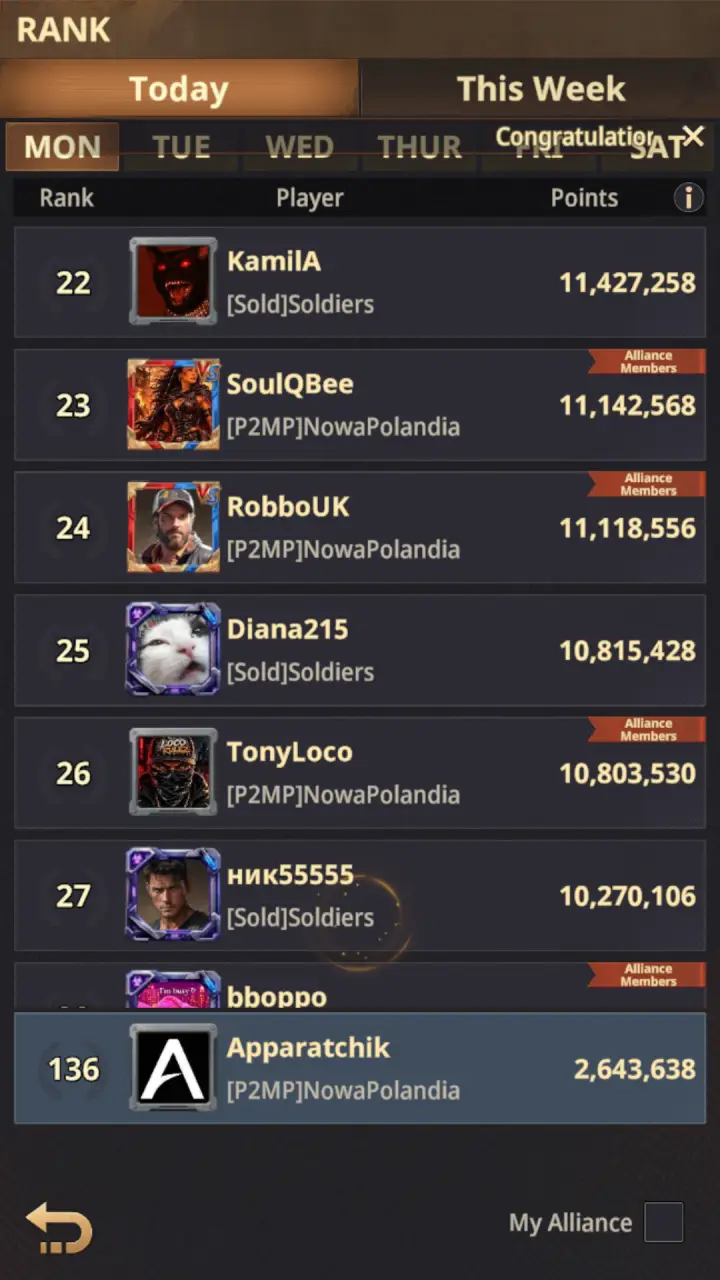 RANK
Today
This Week
MON
TUE
WED
THUR
FRI
SAT
Congratulation
Rank
Player
Points
22
KamilA
[Sold]Soldiers
11,427,258
Alliance
Members
23
SoulQBee
[P2MP]NowaPolandia
11,142,568
Alliance
Members
24
RobboUK
[P2MP]NowaPolandia
11,118,556
25
Diana215
[Sold]Soldiers
10,815,428
Alliance
Members
26
TonyLoco
[P2MP]NowaPolandia
10,803,530
27
ник55555
[Sold]Soldiers
10,270,106
Alliance
Members
bboppo
136
Apparatchik
[P2MP]NowaPolandia
2,643,638
My Alliance